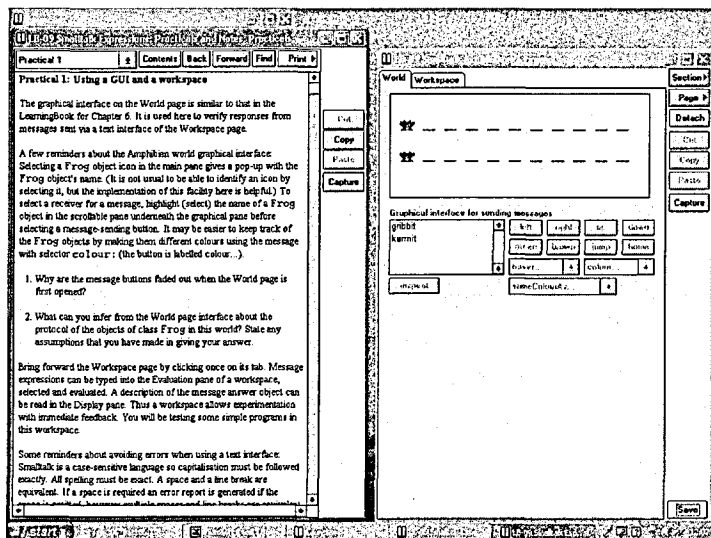 LB-09 Smalltalk Expressions: Practicals and Notes: Practicals
Practical 1 Contents Back Forward Find Print
Practical 1: Using a GUI and a workspace
The graphical interface on the World page is similar to that in the
LearningBook for Chapter 6. It is used here to verify responses from
messages sent via a text interface of the Workspace page.
A few reminders about the Amphibian world graphical interface:
Selecting a Frog object icon in the main pane gives a pop-up with the
Frog object's name. (It is not usual to be able to identify an icon by
selecting it, but the implementation of this facility here is helpful.) To
select a receiver for a message, highlight (select) the name of a Frog
object in the scrollable pane underneath the graphical pane before
selecting a message-sending button. It may be easier to keep track of
the Frog objects by making them different colours using the message
with selector colour: (the button is labelled colour...).
1. Why are the message buttons faded out when the World page is
first opened?
2. What can you infer from the World page interface about the
protocol of the objects of class Frog in this world? State any
assumptions that you have made in giving your answer.
Bring forward the Workspace page by clicking once on its tab. Message
expressions can be typed into the Evaluation pane of a workspace,
selected and evaluated. A description of the message answer object can
be read in the Display pane. Thus a workspace allows experimentation
with immediate feedback. You will be testing some simple programs in
this workspace.
Some reminders about avoiding errors when using a text interface:
Smalltalk is a case-sensitive language so capitalisation must be followed
exactly. All spelling must be exact. A space and a line break are
equivalent. If a space is required an error report is generated if the
Cut
Copy
Paste
Capture
World Workspace
Graphical interface for sending messages
gribbit
kermit
left right up down
green brown jump home
colour...
inspect
Section
Page
Detach
Cut
Copy
Paste
Capture
Save
Start